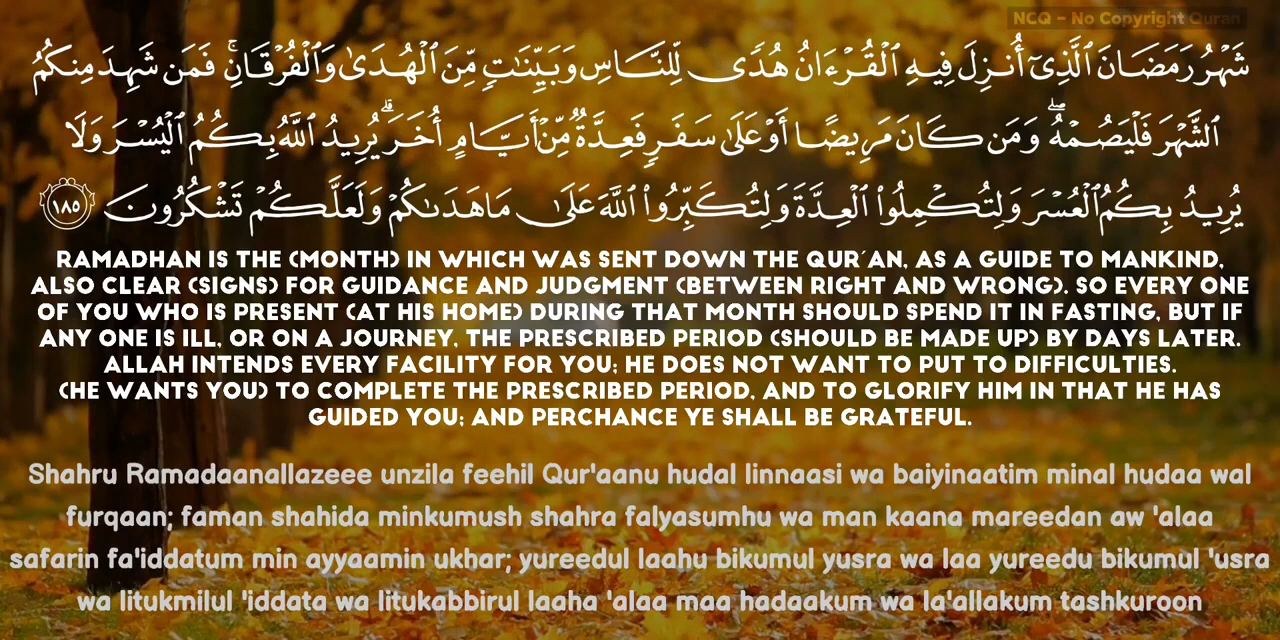 NCQ - No Copyright Quran
شَهْرُ رَمَضَانَ ٱلَّذِىٓ أُنزِلَ فِيهِ ٱلْقُرْءَانُ هُدًى لِّلنَّاسِ وَبَيِّنَٰتٍ مِّنَ ٱلْهُدَىٰ وَٱلْفُرْقَانِ ۚ فَمَن شَهِدَ مِنكُمُ
ٱلشَّهْرَ فَلْيَصُمْهُ ۖ وَمَن كَانَ مَرِيضًا أَوْ عَلَىٰ سَفَرٍ فَعِدَّةٌ مِّنْ أَيَّامٍ أُخَرَ ۗ يُرِيدُ ٱللَّهُ بِكُمُ ٱلْيُسْرَ وَلَا
يُرِيدُ بِكُمُ ٱلْعُسْرَ وَلِتُكْمِلُوا۟ ٱلْعِدَّةَ وَلِتُكَبِّرُوا۟ ٱللَّهَ عَلَىٰ مَا هَدَىٰكُمْ وَلَعَلَّكُمْ تَشْكُرُونَ ١٨٥
RAMADHAN IS THE (MONTH) IN WHICH WAS SENT DOWN THE QUR'AN, AS A GUIDE TO MANKIND,
ALSO CLEAR (SIGNS) FOR GUIDANCE AND JUDGMENT (BETWEEN RIGHT AND WRONG). SO EVERY ONE
OF YOU WHO IS PRESENT (AT HIS HOME) DURING THAT MONTH SHOULD SPEND IT IN FASTING, BUT IF
ANY ONE IS ILL, OR ON A JOURNEY, THE PRESCRIBED PERIOD (SHOULD BE MADE UP) BY DAYS LATER.
ALLAH INTENDS EVERY FACILITY FOR YOU; HE DOES NOT WANT TO PUT TO DIFFICULTIES.
(HE WANTS YOU) TO COMPLETE THE PRESCRIBED PERIOD, AND TO GLORIFY HIM IN THAT HE HAS
GUIDED YOU; AND PERCHANCE YE SHALL BE GRATEFUL.
Shahru Ramadaanallazeee unzila feehil Qur'aanu hudal linnaasi wa baiyinaatim minal hudaa wal
furqaan; faman shahida minkumush shahra falyasumhu wa man kaana mareedan aw 'alaa
safarin fa'iddatum min ayyaamin ukhar; yureedul laahu bikumul yusra wa laa yureedu bikumul 'usra
wa litukmilul 'iddata wa litukabbirul laaha 'alaa maa hadaakum wa la'allakum tashkuroon